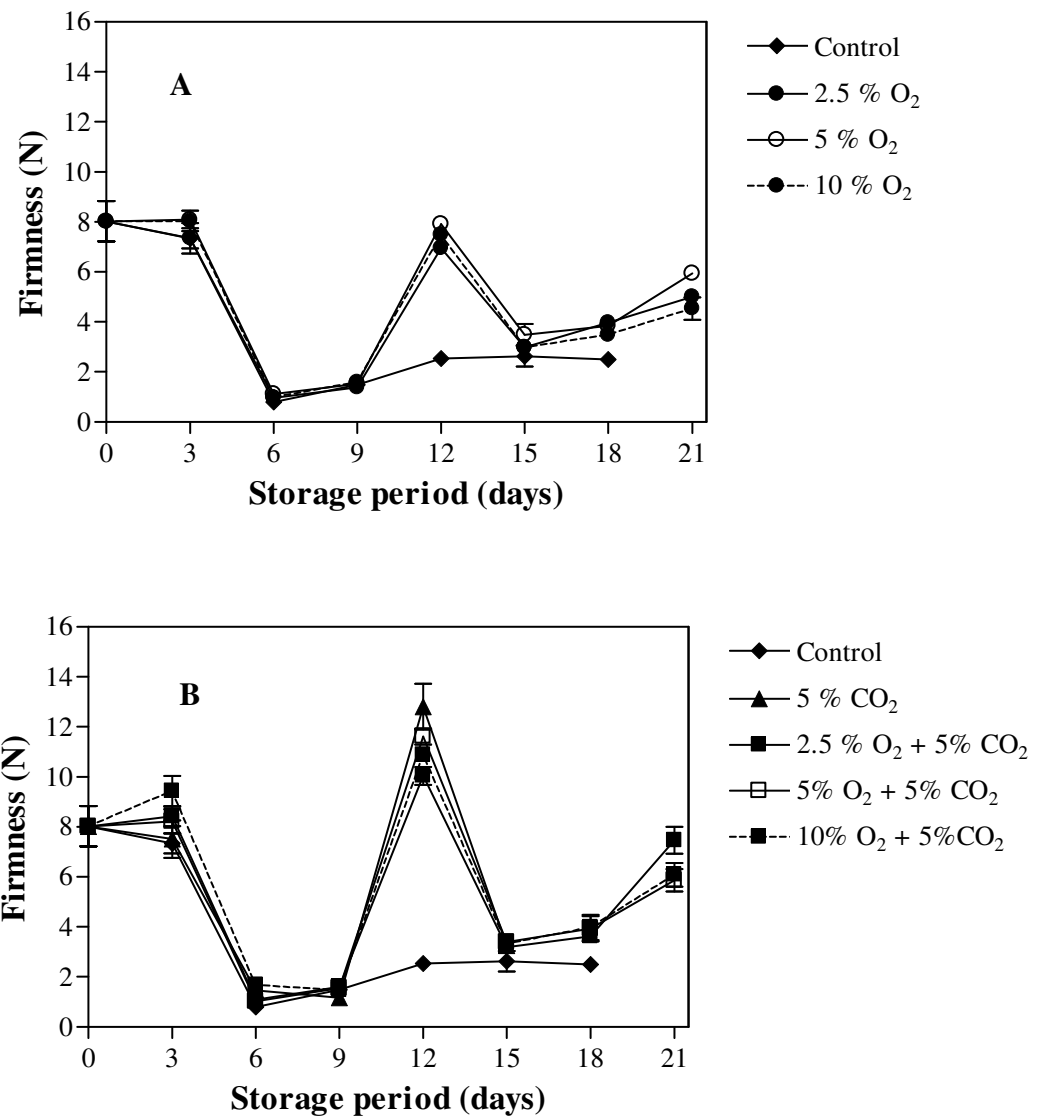 16
14
12
10
8
6
4
2
0
Firmness (N)
A
0 3 6 9 12 15 18 21
Storage period (days)
Control
2.5 % O₂
5 % O₂
10 % O₂
16
14
12
10
8
6
4
2
0
Firmness (N)
B
0 3 6 9 12 15 18 21
Storage period (days)
Control
5 % CO₂
2.5 % O₂ + 5% CO₂
5% O₂ + 5% CO₂
10% O₂ + 5%CO₂